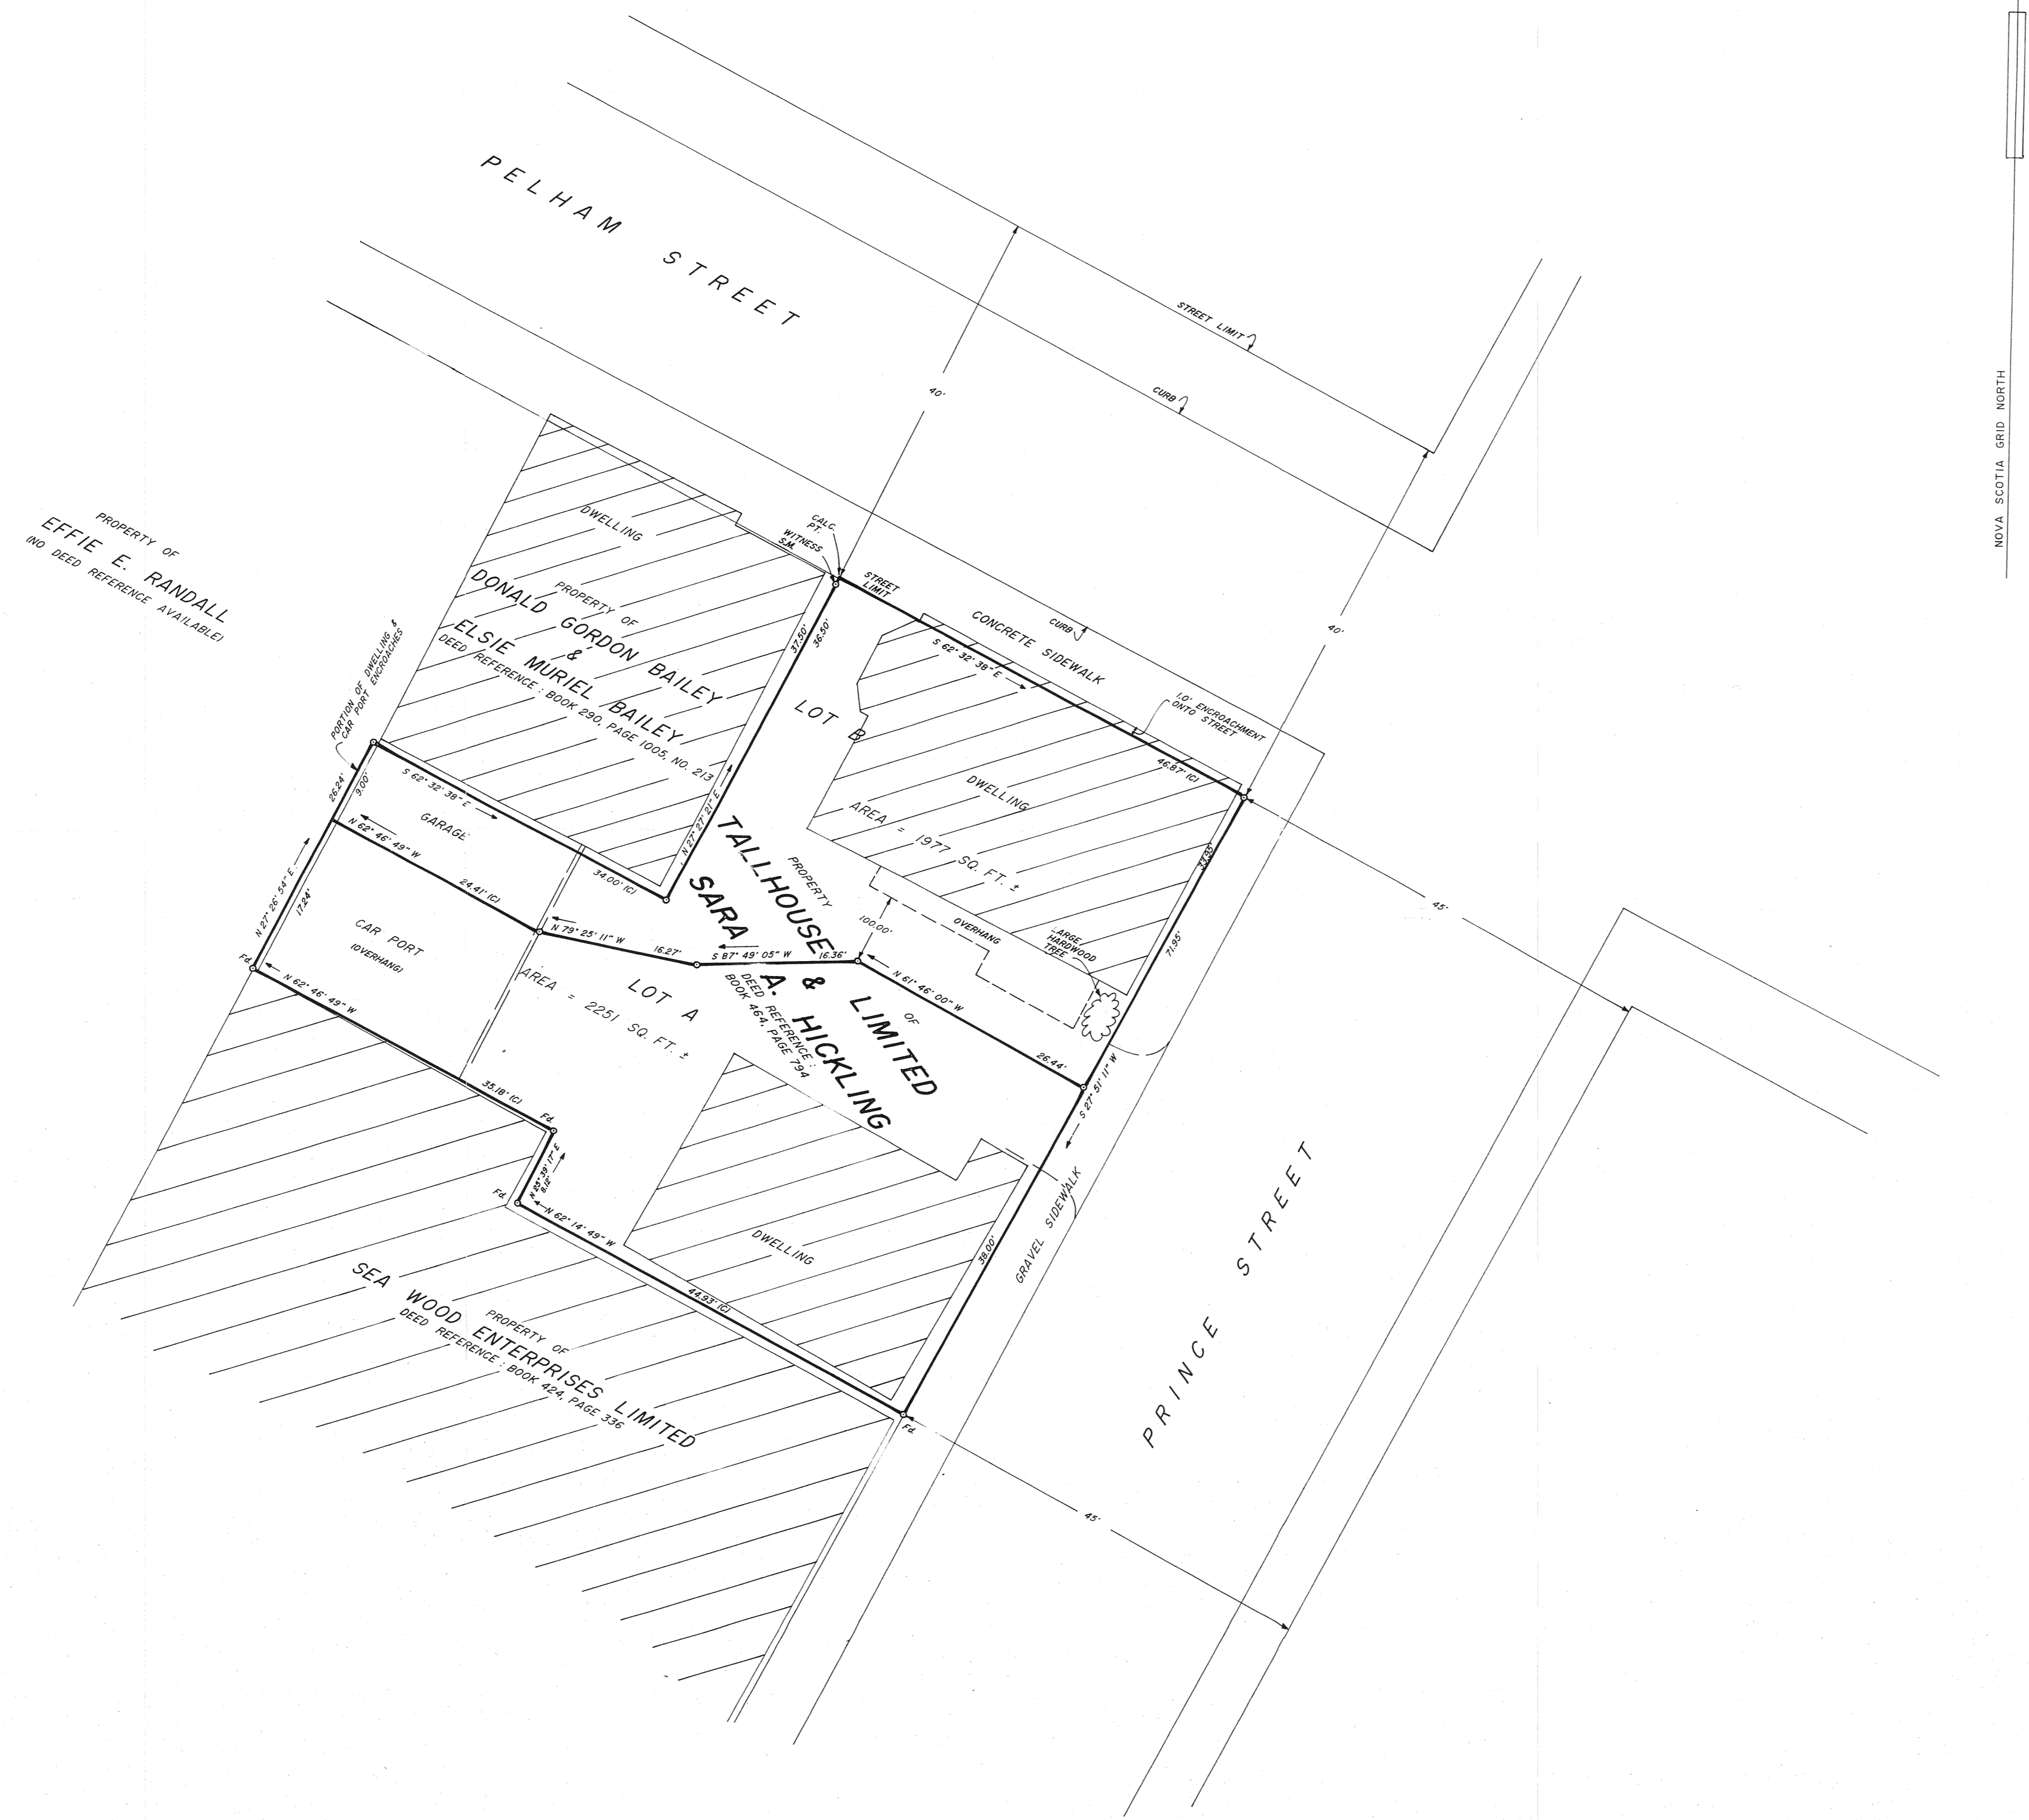 PELHAM STREET
STREET LIMIT
CURB
40'
40'
NOVA SCOTIA GRID NORTH
PROPERTY OF
EFFIE E. RANDALL
(NO DEED REFERENCE AVAILABLE)
DWELLING
PROPERTY OF
DONALD GORDON BAILEY
&
ELSIE MURIEL BAILEY
DEED REFERENCE : BOOK 290, PAGE 1005, NO. 213
CALC.
PT.
WITNESS
S.M.
STREET
LIMIT
CONCRETE SIDEWALK
CURB
S 62° 32' 38" E
46.87' (C)
1.0' ENCROACHMENT
ONTO STREET
37.50'
36.50'
N 27° 27' 21" E
LOT B
DWELLING
AREA = 1977 SQ. FT. ±
33.95'
71.95'
45'
PORTION OF DWELLING &
CAR PORT ENCROACHES
26.24'
9.00'
S 62° 32' 38" E
34.00' (C)
GARAGE
N 62° 46' 49" W
24.41' (C)
N 27° 26' 54" E
17.24'
CAR PORT
(OVERHANG)
Fd.
N 62° 46' 49" W
35.18' (C)
N 79° 25' 11" W
16.27'
S 87° 49' 05" W
16.36'
100.00'
OVERHANG
LARGE
HARDWOOD
TREE
N 61° 46' 00" W
26.44'
PROPERTY
OF
TALLHOUSE LIMITED
&
SARA A. HICKLING
DEED REFERENCE :
BOOK 464, PAGE 794
LOT A
AREA = 2251 SQ. FT. ±
S 27° 51' 11" W
38.00'
GRAVEL SIDEWALK
Fd.
N 25° 39' 17" E
8.12'
Fd.
N 62° 14' 49" W
44.93' (C)
DWELLING
Fd.
PROPERTY OF
SEA WOOD ENTERPRISES LIMITED
DEED REFERENCE : BOOK 424, PAGE 336
PRINCE STREET
45'